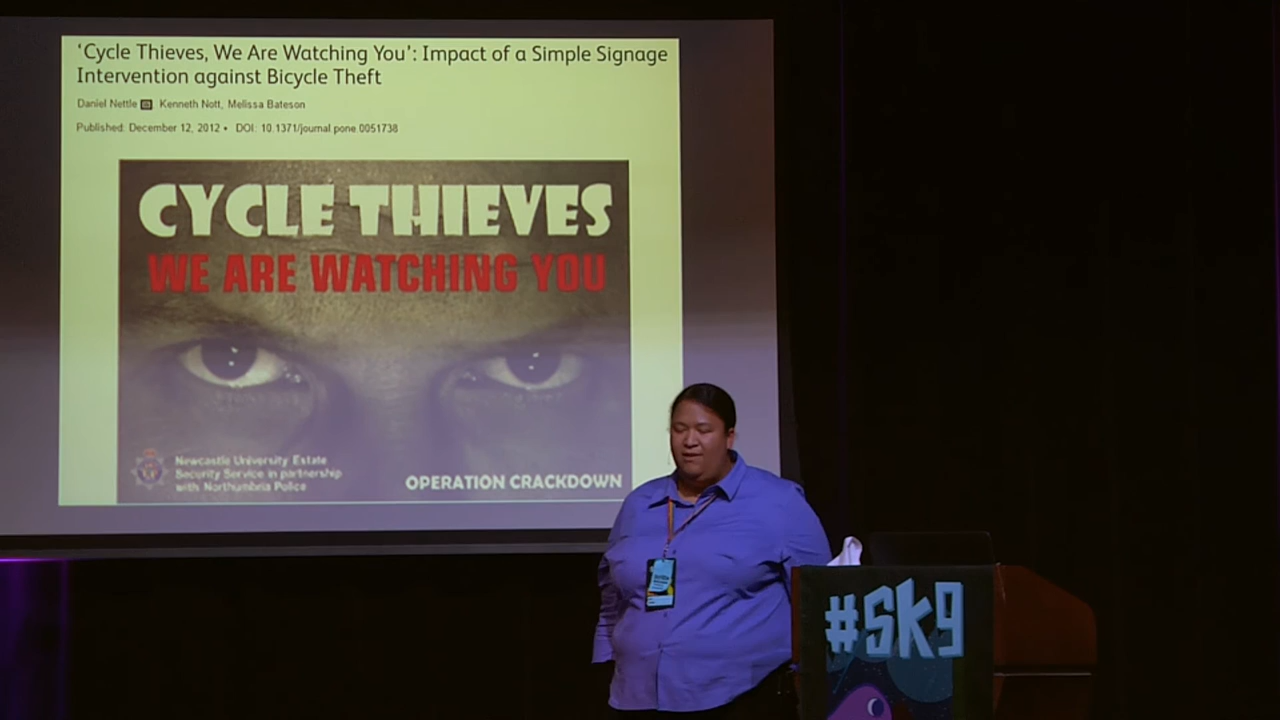 ‘Cycle Thieves, We Are Watching You’: Impact of a Simple Signage
Intervention against Bicycle Theft
Daniel Nettle Kenneth Nott, Melissa Bateson
Published: December 12, 2012 • DOI: 10.1371/journal.pone.0051738
CYCLE THIEVES
WE ARE WATCHING YOU
Newcastle University Estate
Security Service in partnership
with Northumbria Police
OPERATION CRACKDOWN
#sk9